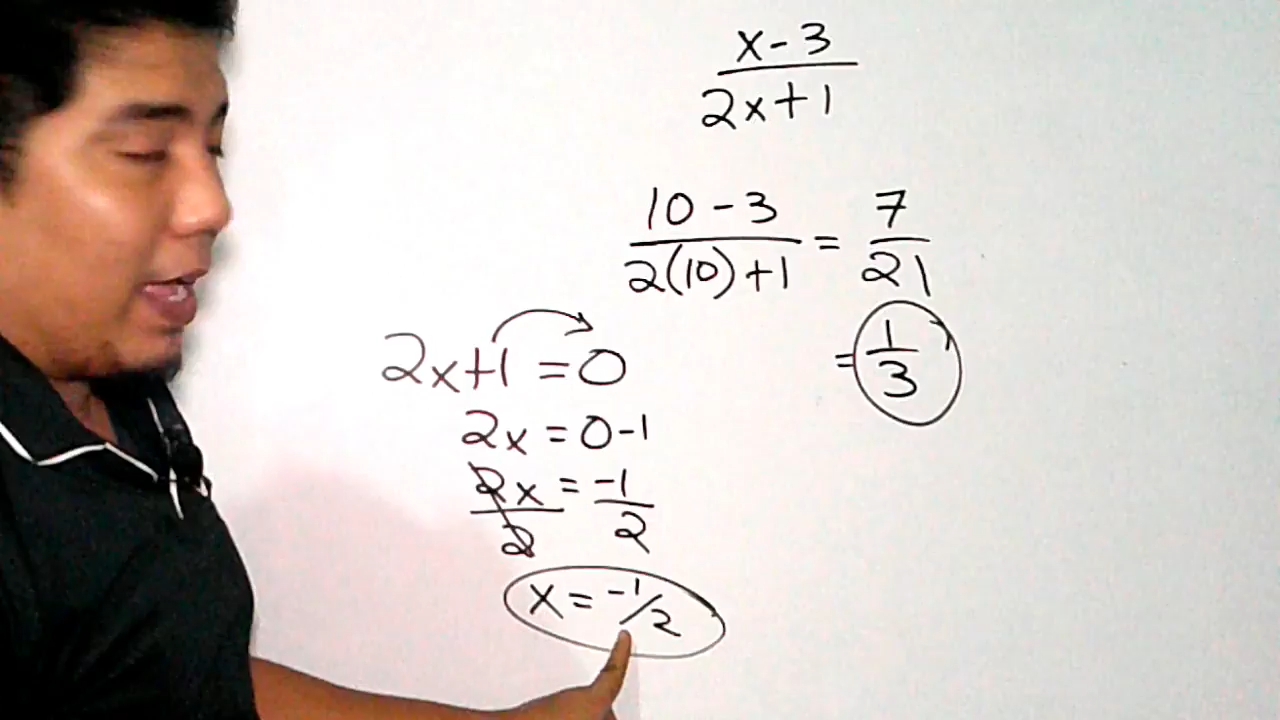 x-3
2x+1
10-3 = 7
2(10)+1 21
= 1
3
2x+1=0
2x=0-1
2x = -1
2 2
x=-1/2